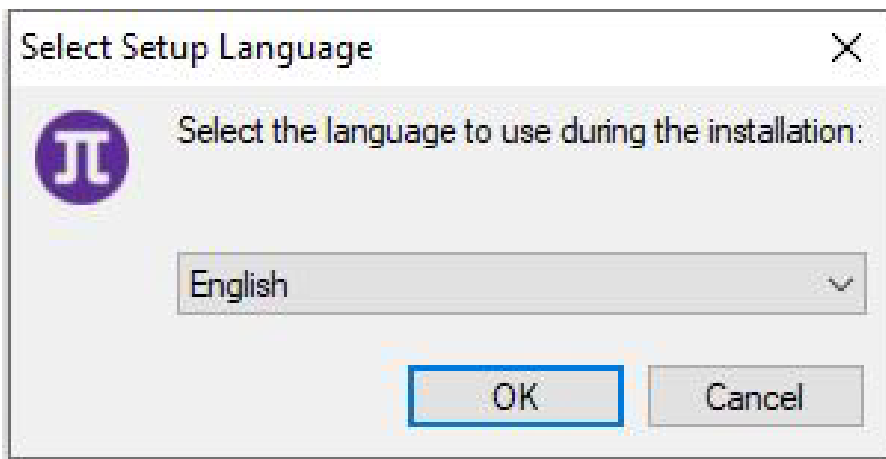 Select Setup Language
Select the language to use during the installation:
English
OK
Cancel